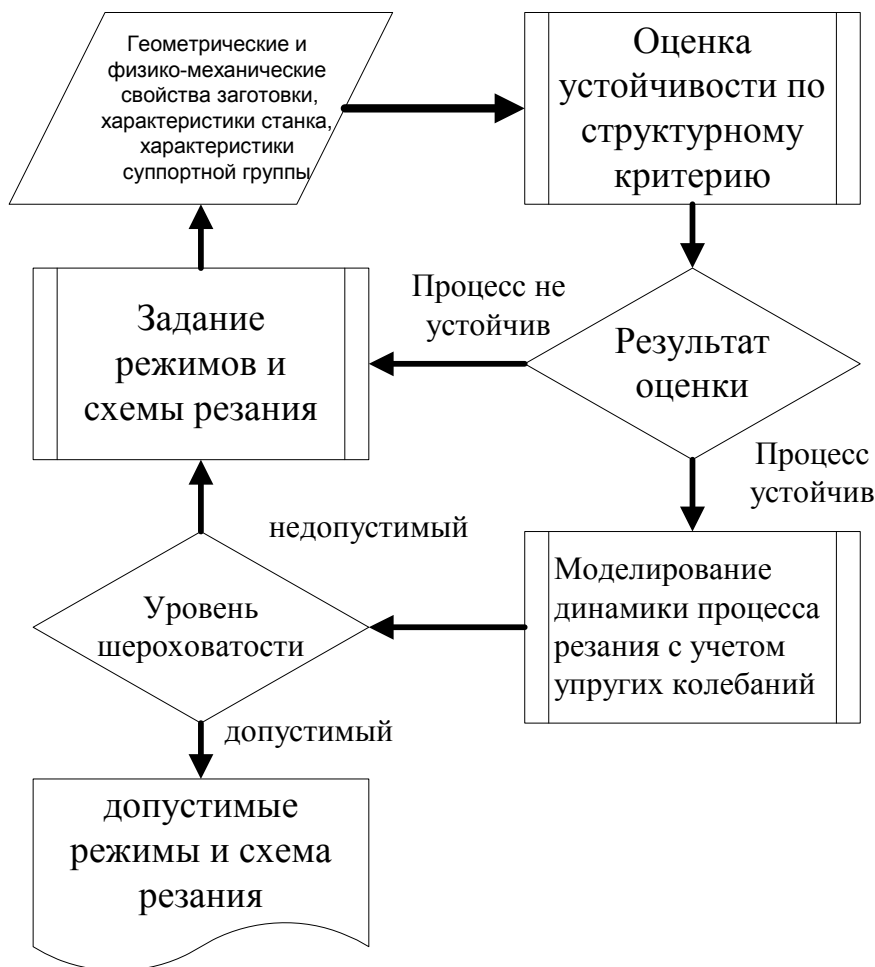 Геометрические и
физико-механические
свойства заготовки,
характеристики станка,
характеристики
суппортной группы
Оценка
устойчивости по
структурному
критерию
Задание
режимов и
схемы резания
Процесс не
устойчив
Результат
оценки
Процесс
устойчив
недопустимый
Уровень
шероховатости
Моделирование
динамики процесса
резания с учетом
упругих колебаний
допустимый
допустимые
режимы и схема
резания